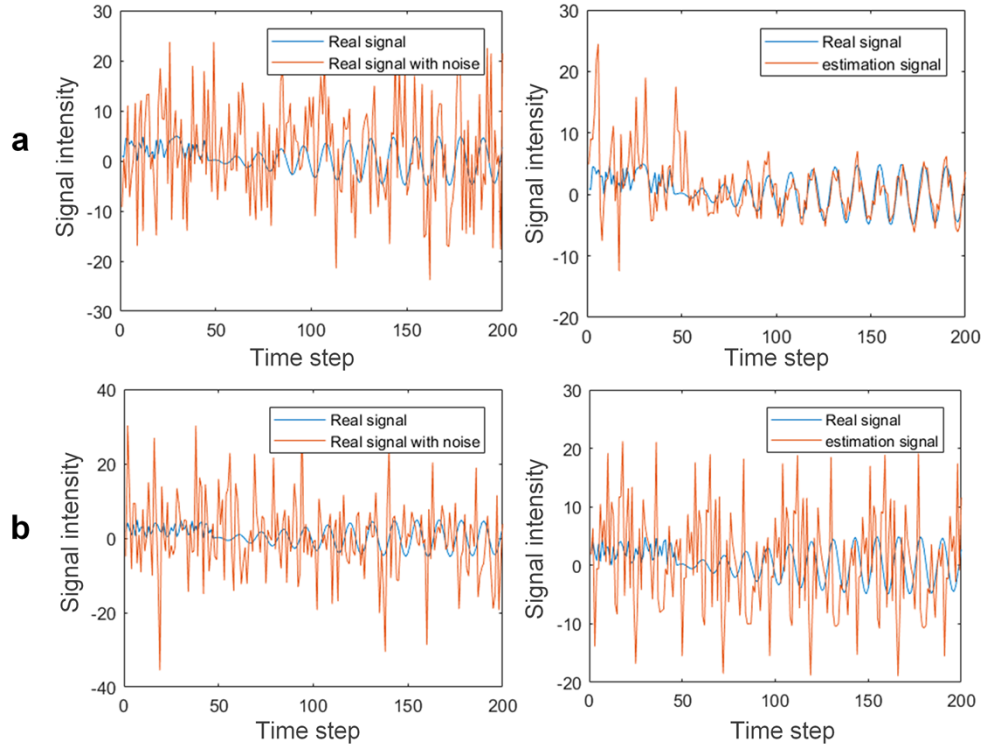 a
Signal intensity
30
20
10
0
-10
-20
-30
Real signal
Real signal with noise
0
50
100
150
200
Time step
Signal intensity
30
20
10
0
-10
-20
Real signal
estimation signal
0
50
100
150
200
Time step
b
Signal intensity
40
20
0
-20
-40
Real signal
Real signal with noise
0
50
100
150
200
Time step
Signal intensity
30
20
10
0
-10
-20
Real signal
estimation signal
0
50
100
150
200
Time step